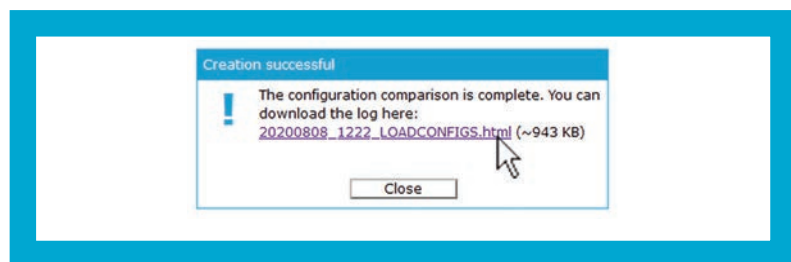 Creation successful
!
The configuration comparison is complete. You can
download the log here:
20200808_1222_LOADCONFIGS.html (~943 KB)
Close